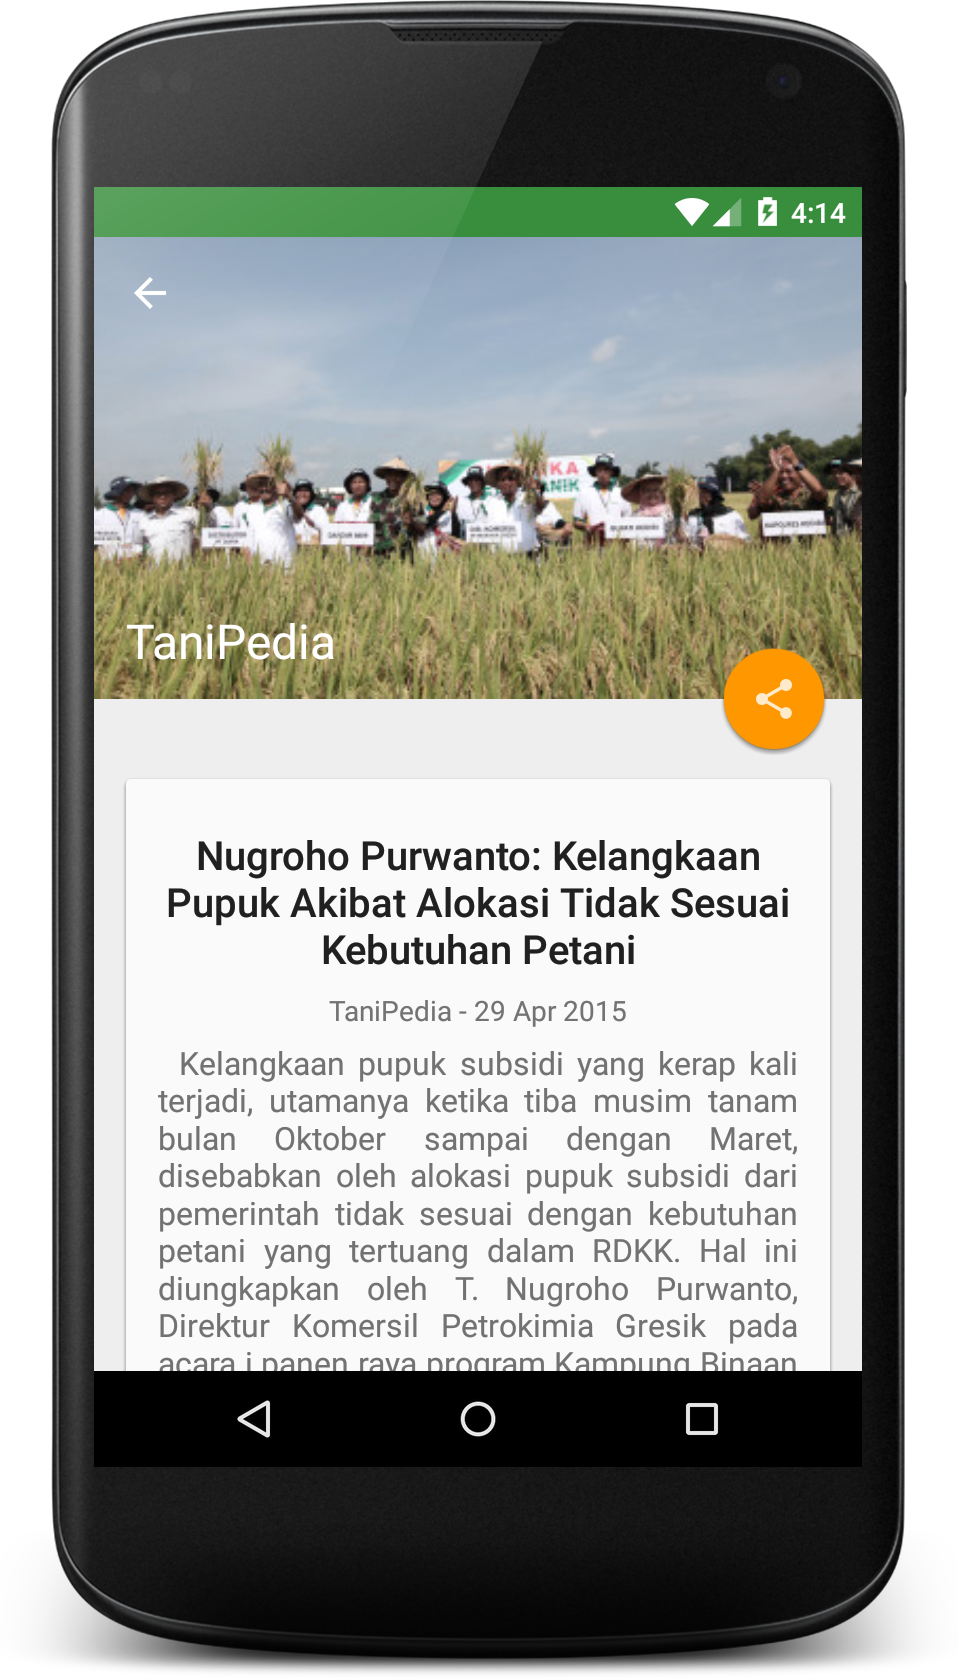 4:14
KA
NIK
TaniPedia
Nugroho Purwanto: Kelangkaan
Pupuk Akibat Alokasi Tidak Sesuai
Kebutuhan Petani
TaniPedia - 29 Apr 2015
Kelangkaan pupuk subsidi yang kerap kali
terjadi, utamanya ketika tiba musim tanam
bulan Oktober sampai dengan Maret,
disebabkan oleh alokasi pupuk subsidi dari
pemerintah tidak sesuai dengan kebutuhan
petani yang tertuang dalam RDKK. Hal ini
diungkapkan oleh T. Nugroho Purwanto,
Direktur Komersil Petrokimia Gresik pada
acara i panen raya program Kampung Binaan